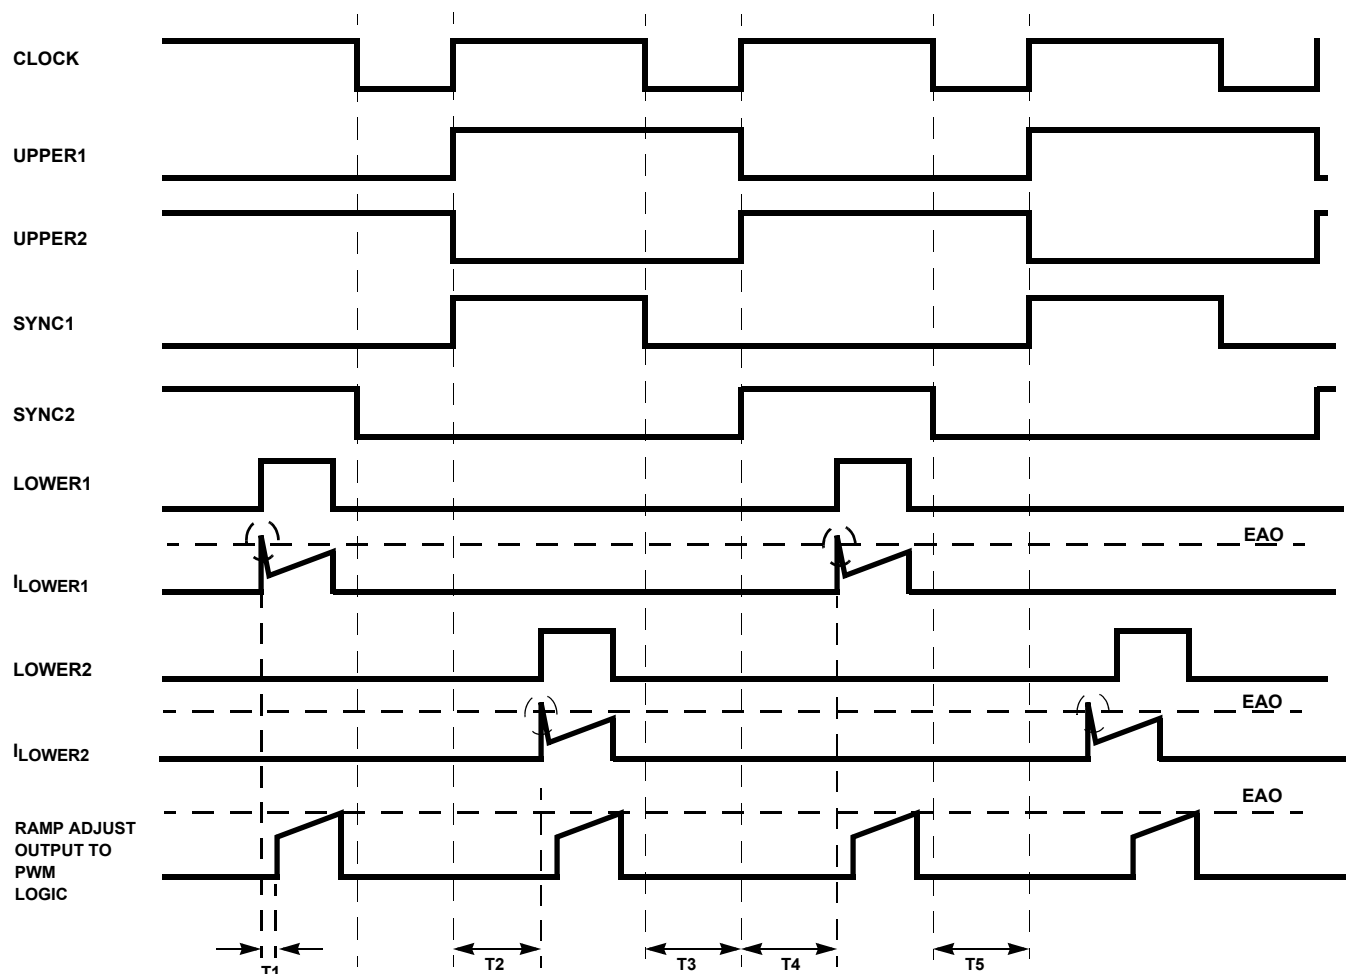 CLOCK
UPPER1
UPPER2
SYNC1
SYNC2
LOWER1
EAO
ILOWER1
LOWER2
EAO
ILOWER2
EAO
RAMP ADJUST
OUTPUT TO
PWM
LOGIC
T1 T2 T3 T4 T5